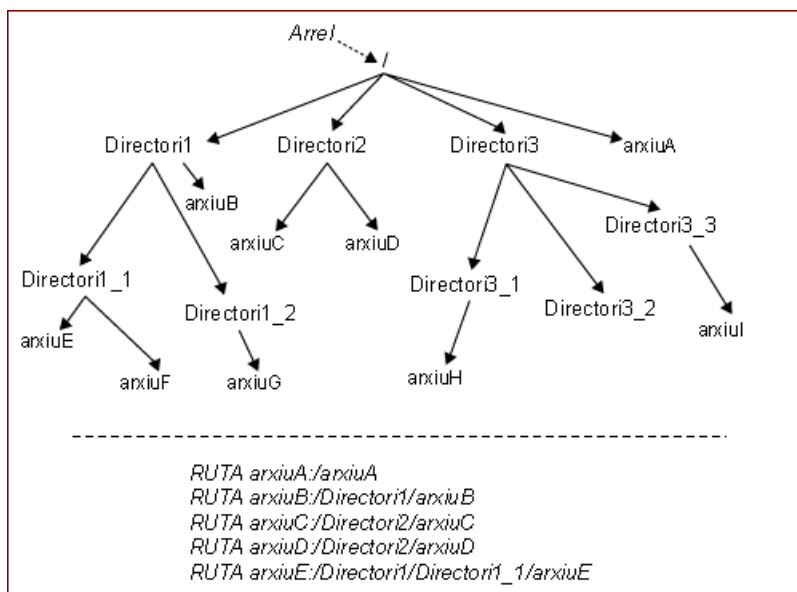 Arrel
/
Directori1 Directori2 Directori3 arxiuA
arxiuB
Directori3_3
arxiuC arxiuD
Directori1_1 Directori3_1
Directori1_2 Directori3_2
arxiuE arxiuI
arxiuF arxiuG arxiuH
RUTA arxiuA:/arxiuA
RUTA arxiuB:/Directori1/arxiuB
RUTA arxiuC:/Directori2/arxiuC
RUTA arxiuD:/Directori2/arxiuD
RUTA arxiuE:/Directori1/Directori1_1/arxiuE